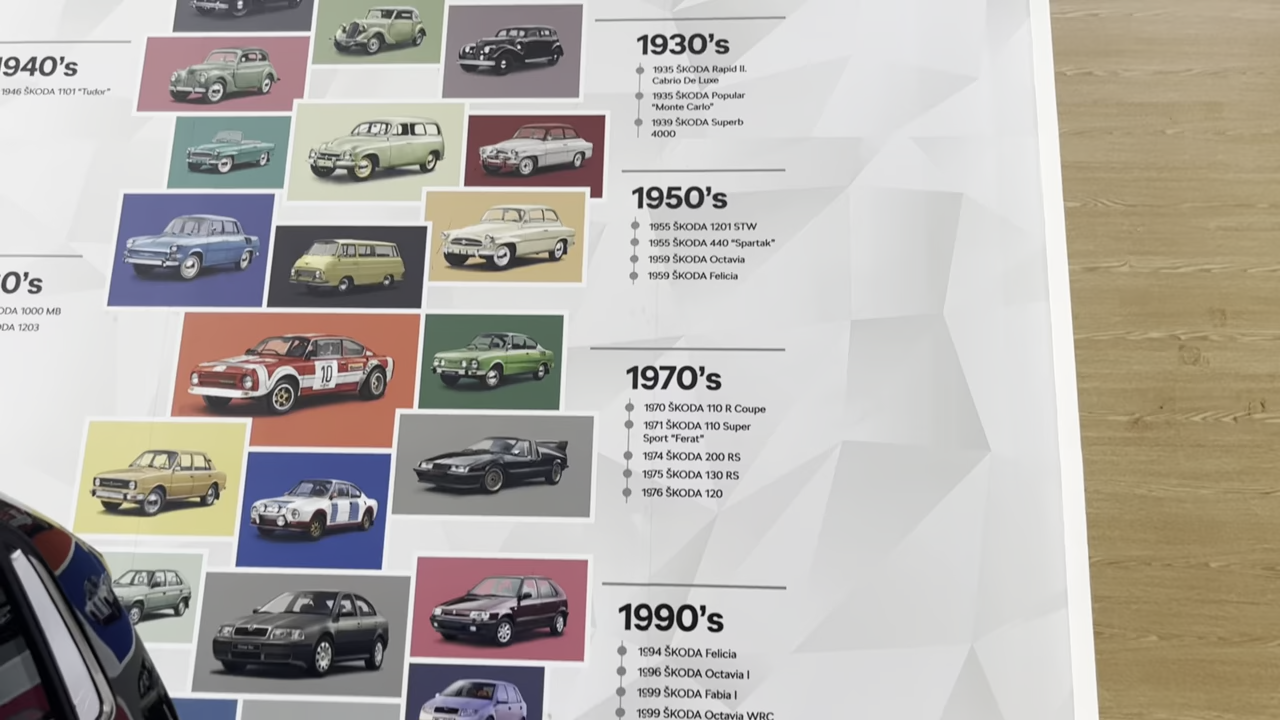 1940's
1946 ŠKODA 1101 "Tudor"
0's
ODA 1000 MB
ODA 1203
1930's
1935 ŠKODA Rapid II.
Cabrio De Luxe
1935 ŠKODA Popular
"Monte Carlo"
1939 ŠKODA Superb
4000
1950's
1955 ŠKODA 1201 STW
1955 ŠKODA 440 "Spartak"
1959 ŠKODA Octavia
1959 ŠKODA Felicia
10
1970's
1970 ŠKODA 110 R Coupe
1971 ŠKODA 110 Super
Sport "Ferat"
1974 ŠKODA 200 RS
1975 ŠKODA 130 RS
1976 ŠKODA 120
1990's
1994 ŠKODA Felicia
1996 ŠKODA Octavia I
1999 ŠKODA Fabia I
1999 ŠKODA Octavia WRC